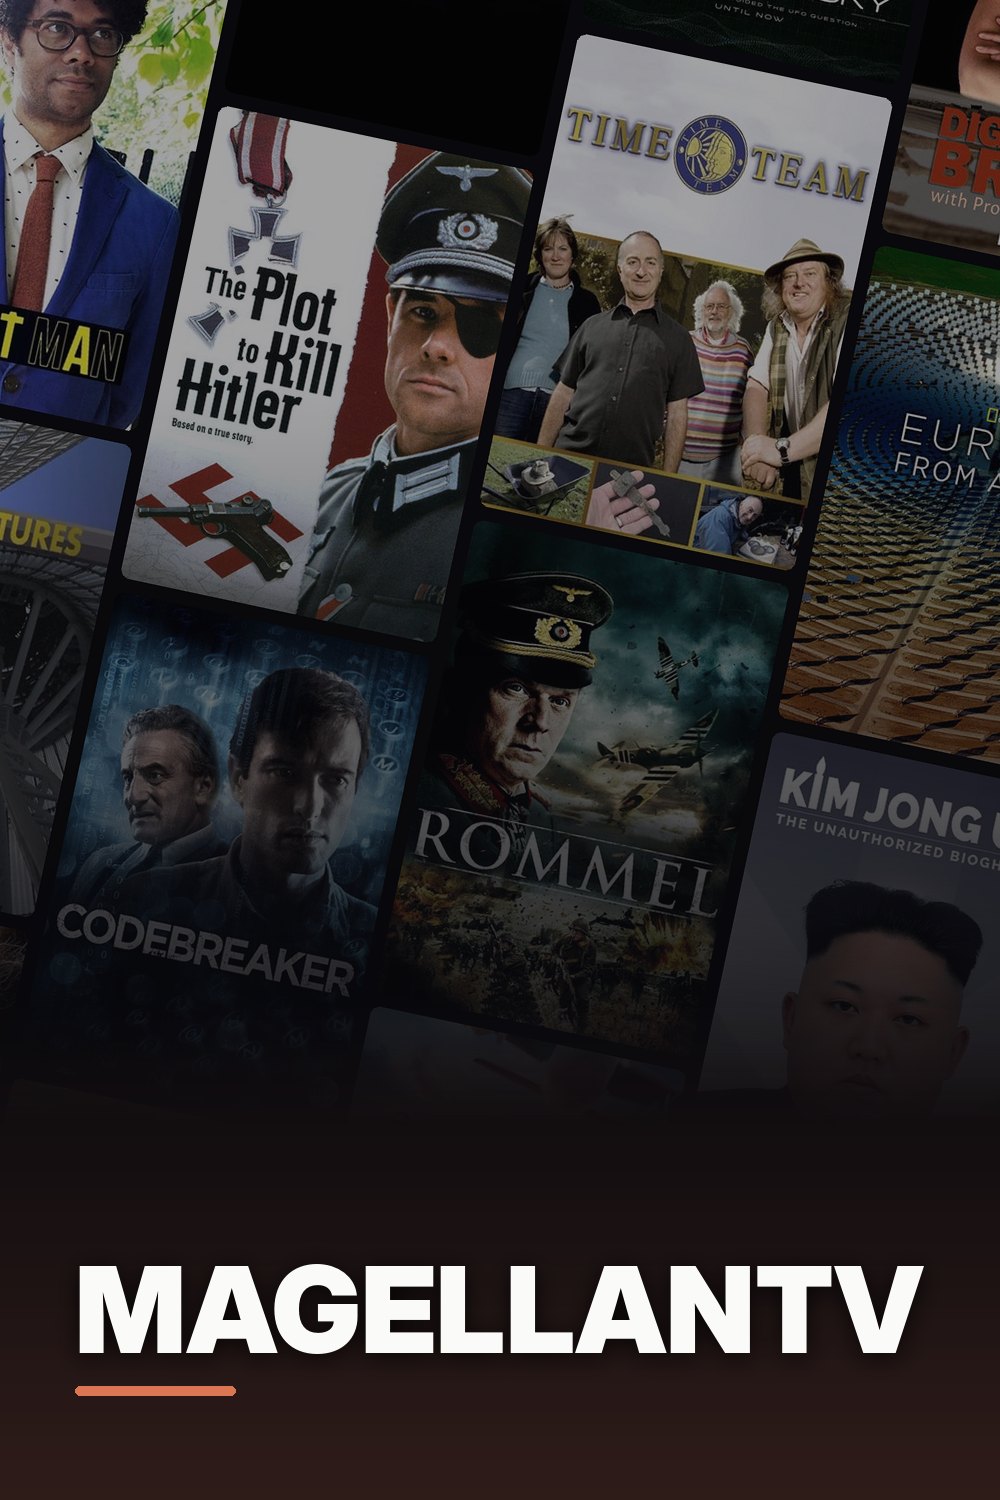 UNTIL NOW
TIME TEAM
TIME
TEAM
with Pro
T MAN
The Plot
to Kill
Hitler
Based on a true story.
EUR
FROM A
TURES
KIM JONG U
THE UNAUTHORIZED BIOGR
ROMMEL
CODEBREAKER
MAGELLANTV